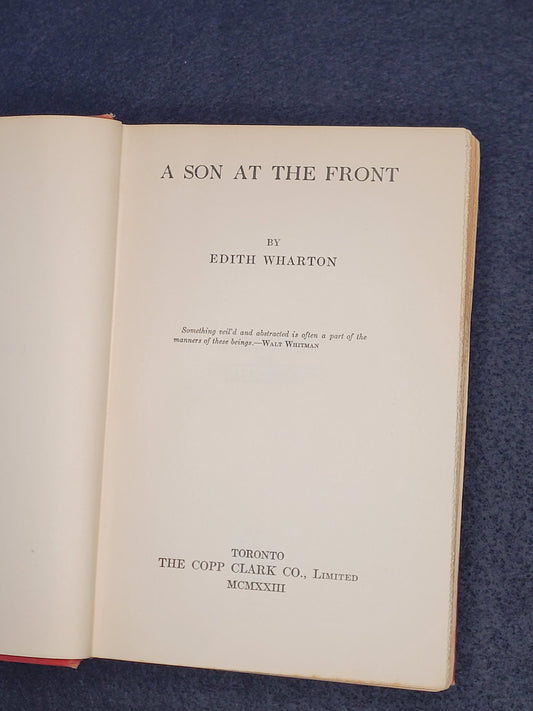 A SON AT THE FRONT
BY
EDITH WHARTON
Something veil'd and abstracted is often a part of the
manners of these beings.—WALT WHITMAN
TORONTO
THE COPP CLARK CO., LIMITED
MCMXXIII